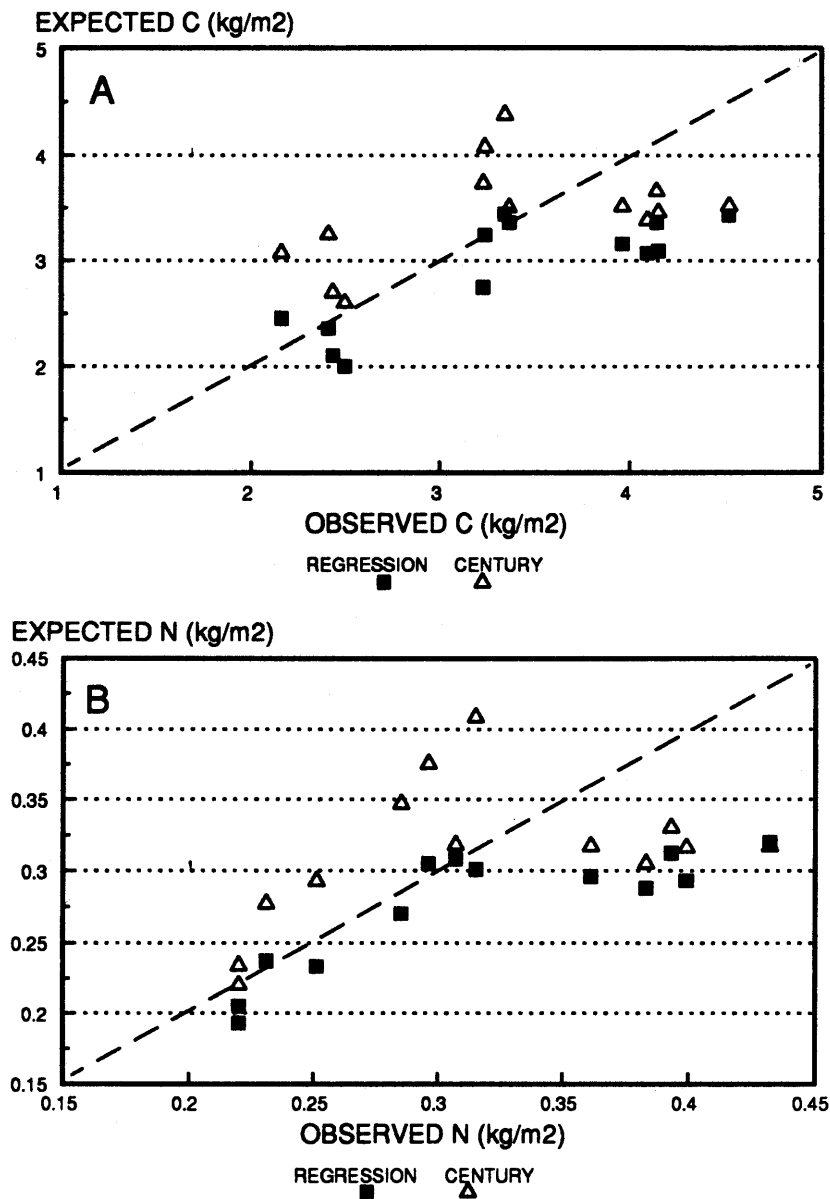 EXPECTED C (kg/m2)
5
A
4
3
2
1
1 2 3 4 5
OBSERVED C (kg/m2)
REGRESSION CENTURY
EXPECTED N (kg/m2)
0.45
B
0.4
0.35
0.3
0.25
0.2
0.15
0.15 0.2 0.25 0.3 0.35 0.4 0.45
OBSERVED N (kg/m2)
REGRESSION CENTURY